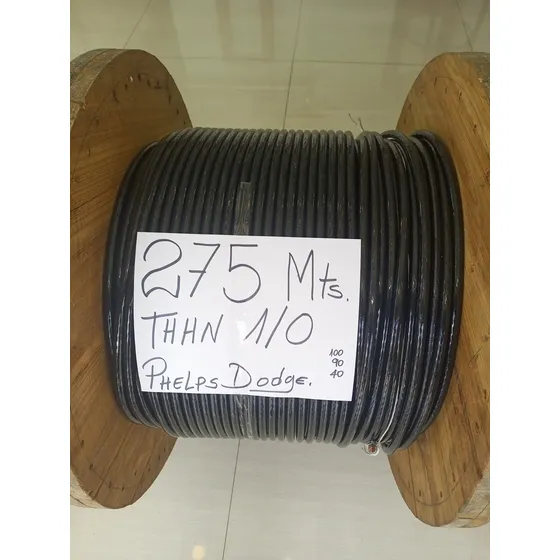 275 Mts.
THHN 1/0
PHELPS Dodge.
100
90
40